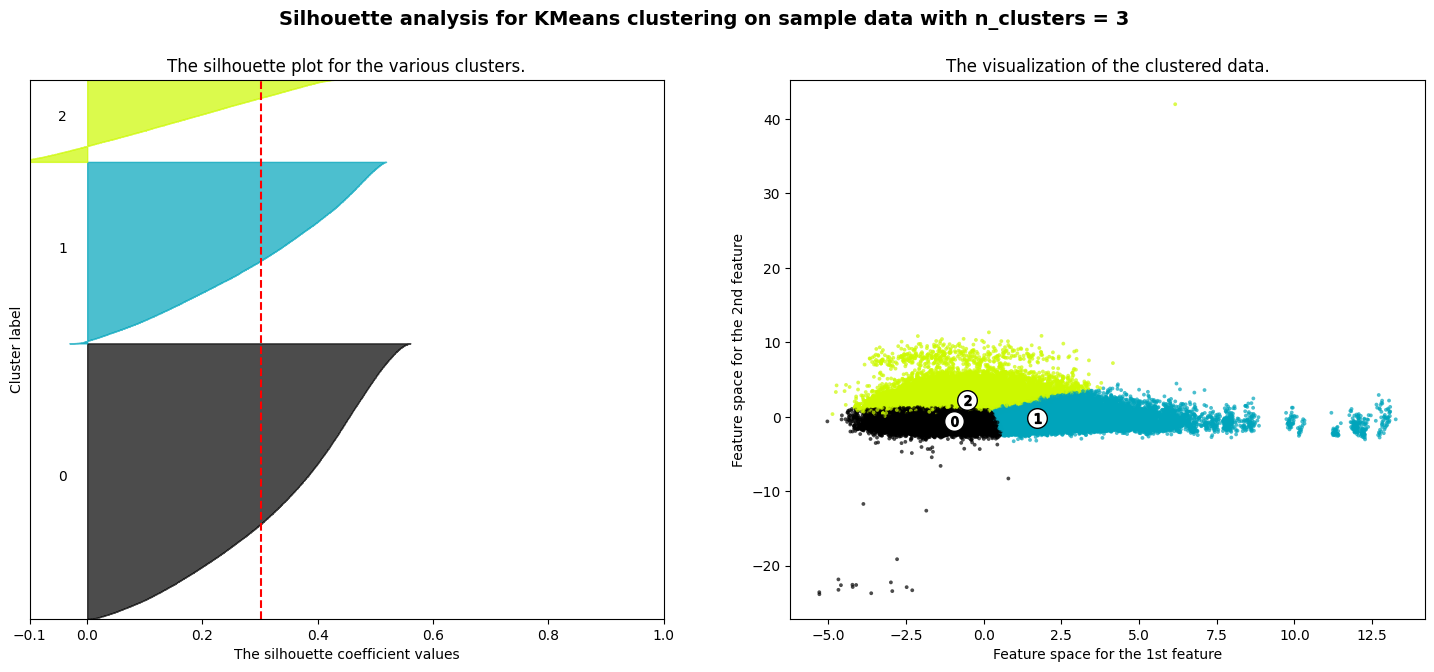 Silhouette analysis for KMeans clustering on sample data with n_clusters = 3
The silhouette plot for the various clusters.
Cluster label
2
1
0
−0.1 0.0 0.2 0.4 0.6 0.8 1.0
The silhouette coefficient values
The visualization of the clustered data.
Feature space for the 2nd feature
40
30
20
10
0
−10
−20
2
0 1
−5.0 −2.5 0.0 2.5 5.0 7.5 10.0 12.5
Feature space for the 1st feature